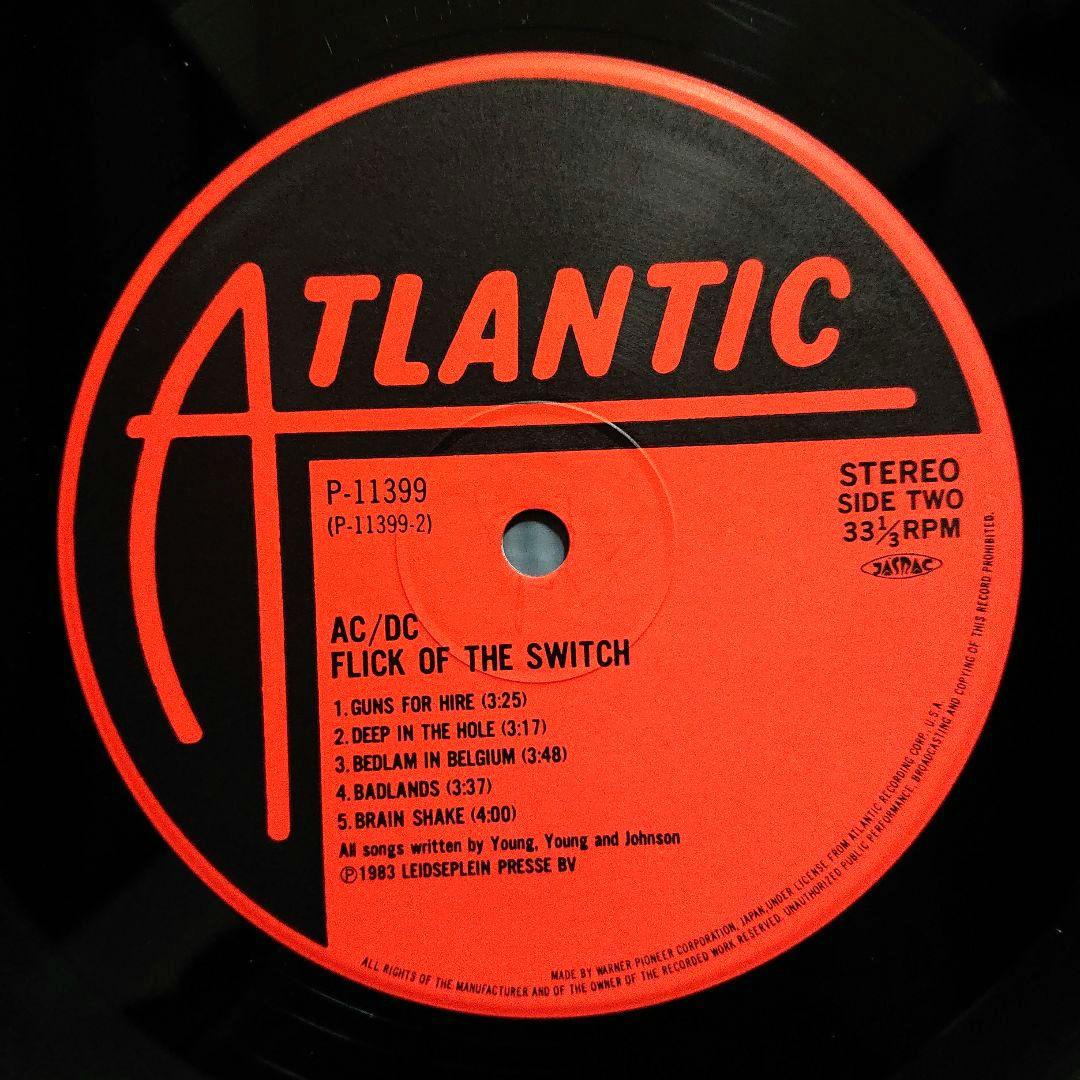 ATLANTIC
P-11399
(P-11399-2)
STEREO
SIDE TWO
33⅓RPM
JASRAC
AC/DC
FLICK OF THE SWITCH
1.GUNS FOR HIRE (3:25)
2.DEEP IN THE HOLE (3:17)
3.BEDLAM IN BELGIUM (3:48)
4.BADLANDS (3:37)
5.BRAIN SHAKE (4:00)
All songs written by Young, Young and Johnson
Ⓟ1983 LEIDSEPLEIN PRESSE BV
MADE BY WARNER-PIONEER CORPORATION, JAPAN, UNDER LICENSE FROM ATLANTIC RECORDING CORP., U.S.A.
ALL RIGHTS OF THE MANUFACTURER AND OF THE OWNER OF THE RECORDED WORK RESERVED. UNAUTHORIZED PUBLIC PERFORMANCE, BROADCASTING AND COPYING OF THIS RECORD PROHIBITED.